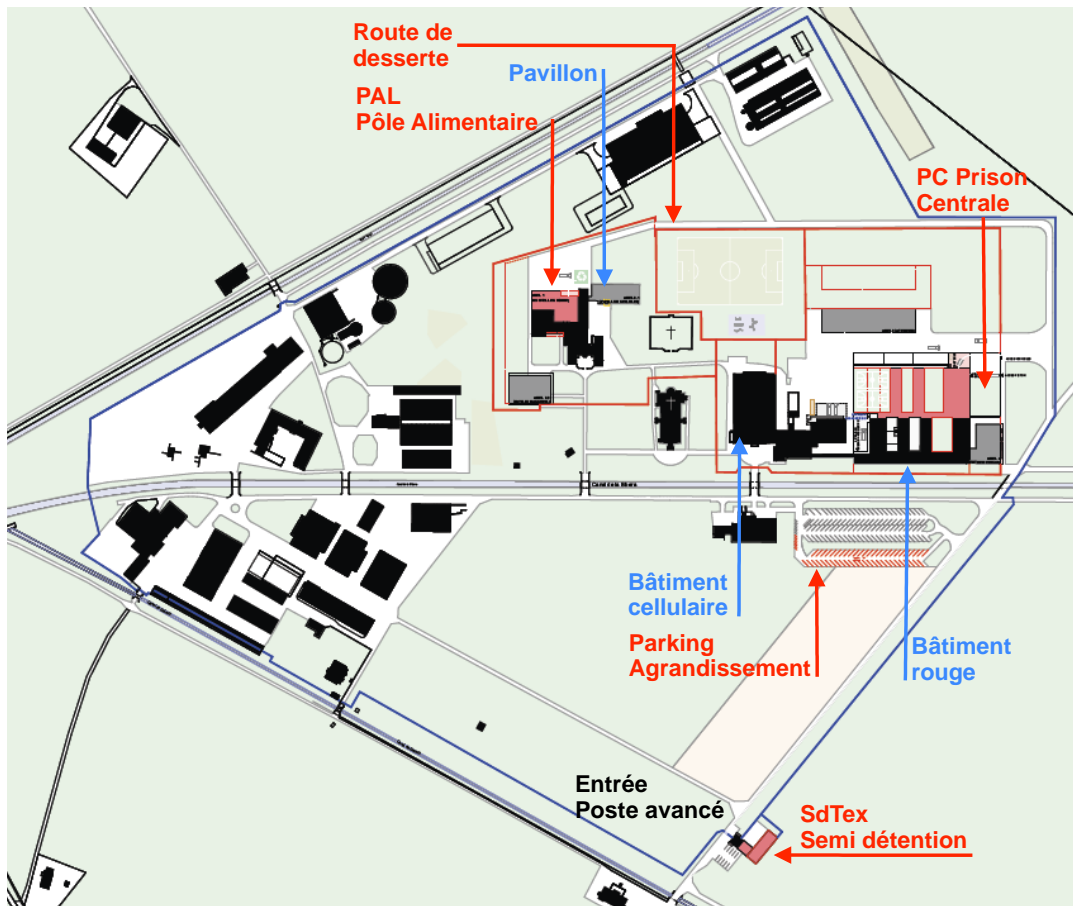 Route de
desserte
Pavillon
PAL
Pôle Alimentaire
PC Prison
Centrale
Bâtiment
cellulaire
Parking
Agrandissement
Bâtiment
rouge
Entrée
Poste avancé
SdTex
Semi détention